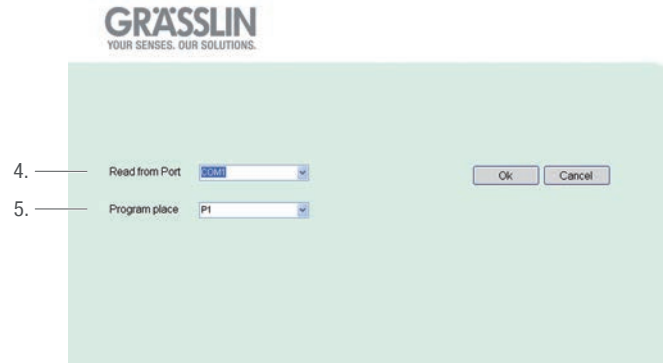 GRÄSSLIN
YOUR SENSES. OUR SOLUTIONS.
4. Read from Port COM1 Ok Cancel
5. Program place P1